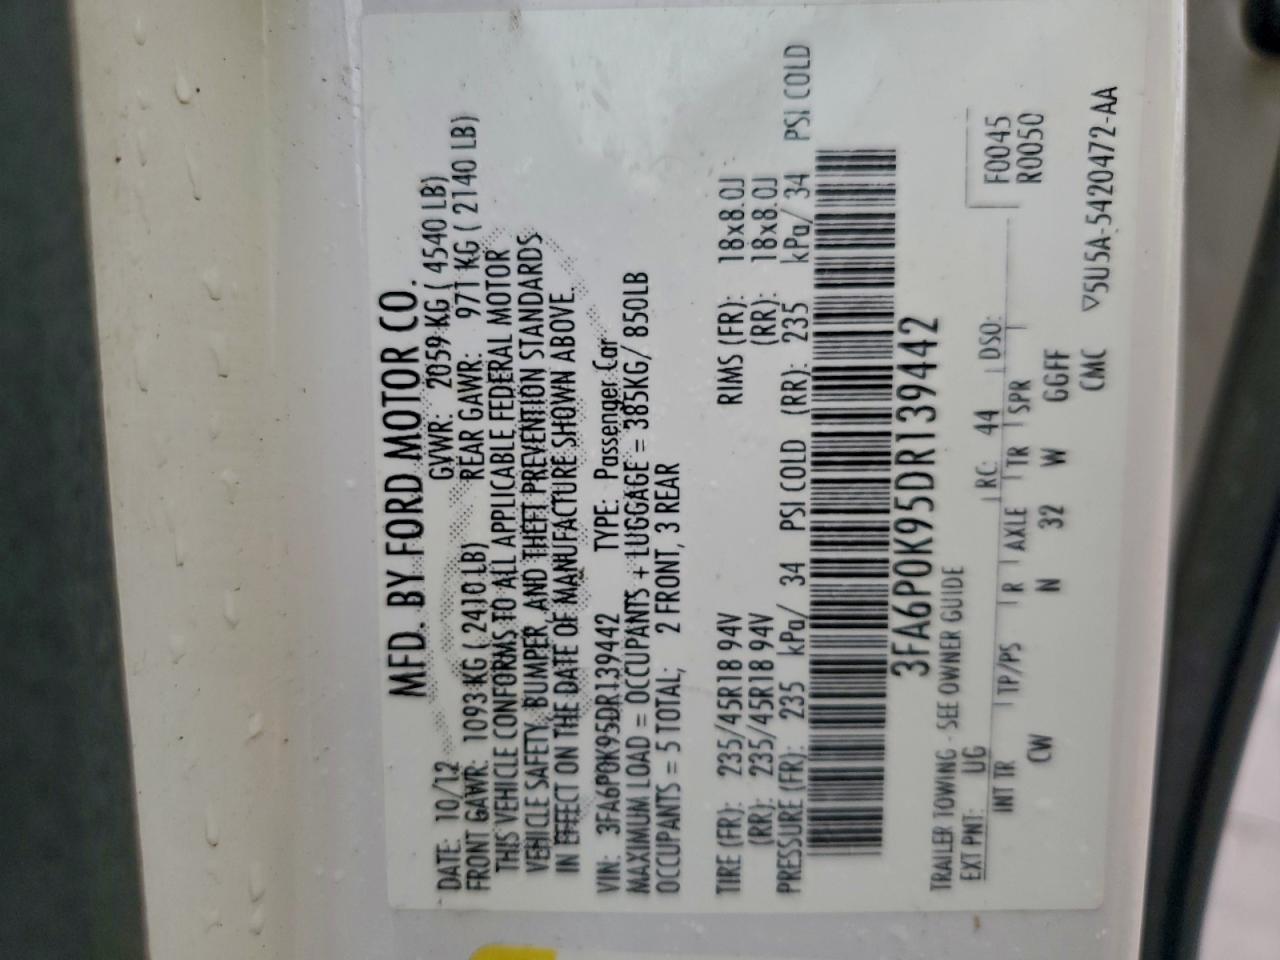 MFD. BY FORD MOTOR CO.
DATE: 10/12 GVWR: 2059 KG ( 4540 LB)
FRONT GAWR: 1093 KG ( 2410 LB) REAR GAWR: 971 KG ( 2140 LB)
THIS VEHICLE CONFORMS TO ALL APPLICABLE FEDERAL MOTOR
VEHICLE SAFETY, BUMPER, AND THEFT PREVENTION STANDARDS
IN EFFECT ON THE DATE OF MANUFACTURE SHOWN ABOVE.
VIN: 3FA6P0K95DR139442 TYPE: Passenger Car
MAXIMUM LOAD = OCCUPANTS + LUGGAGE = 385KG/ 850LB
OCCUPANTS = 5 TOTAL; 2 FRONT, 3 REAR
TIRE (FR): 235/45R18 94V RIMS (FR): 18x8.0J
(RR): 235/45R18 94V (RR): 18x8.0J
PRESSURE (FR): 235 kPa/ 34 PSI COLD (RR): 235 kPa/ 34 PSI COLD
3FA6P0K95DR139442
TRAILER TOWING - SEE OWNER GUIDE
EXT PNT: UG RC: 44 DSO: F0045
INT TR TP/PS R AXLE TR SPR R0050
CW N 32 W GGFF
CMC ▽5U5A-5420472-AA